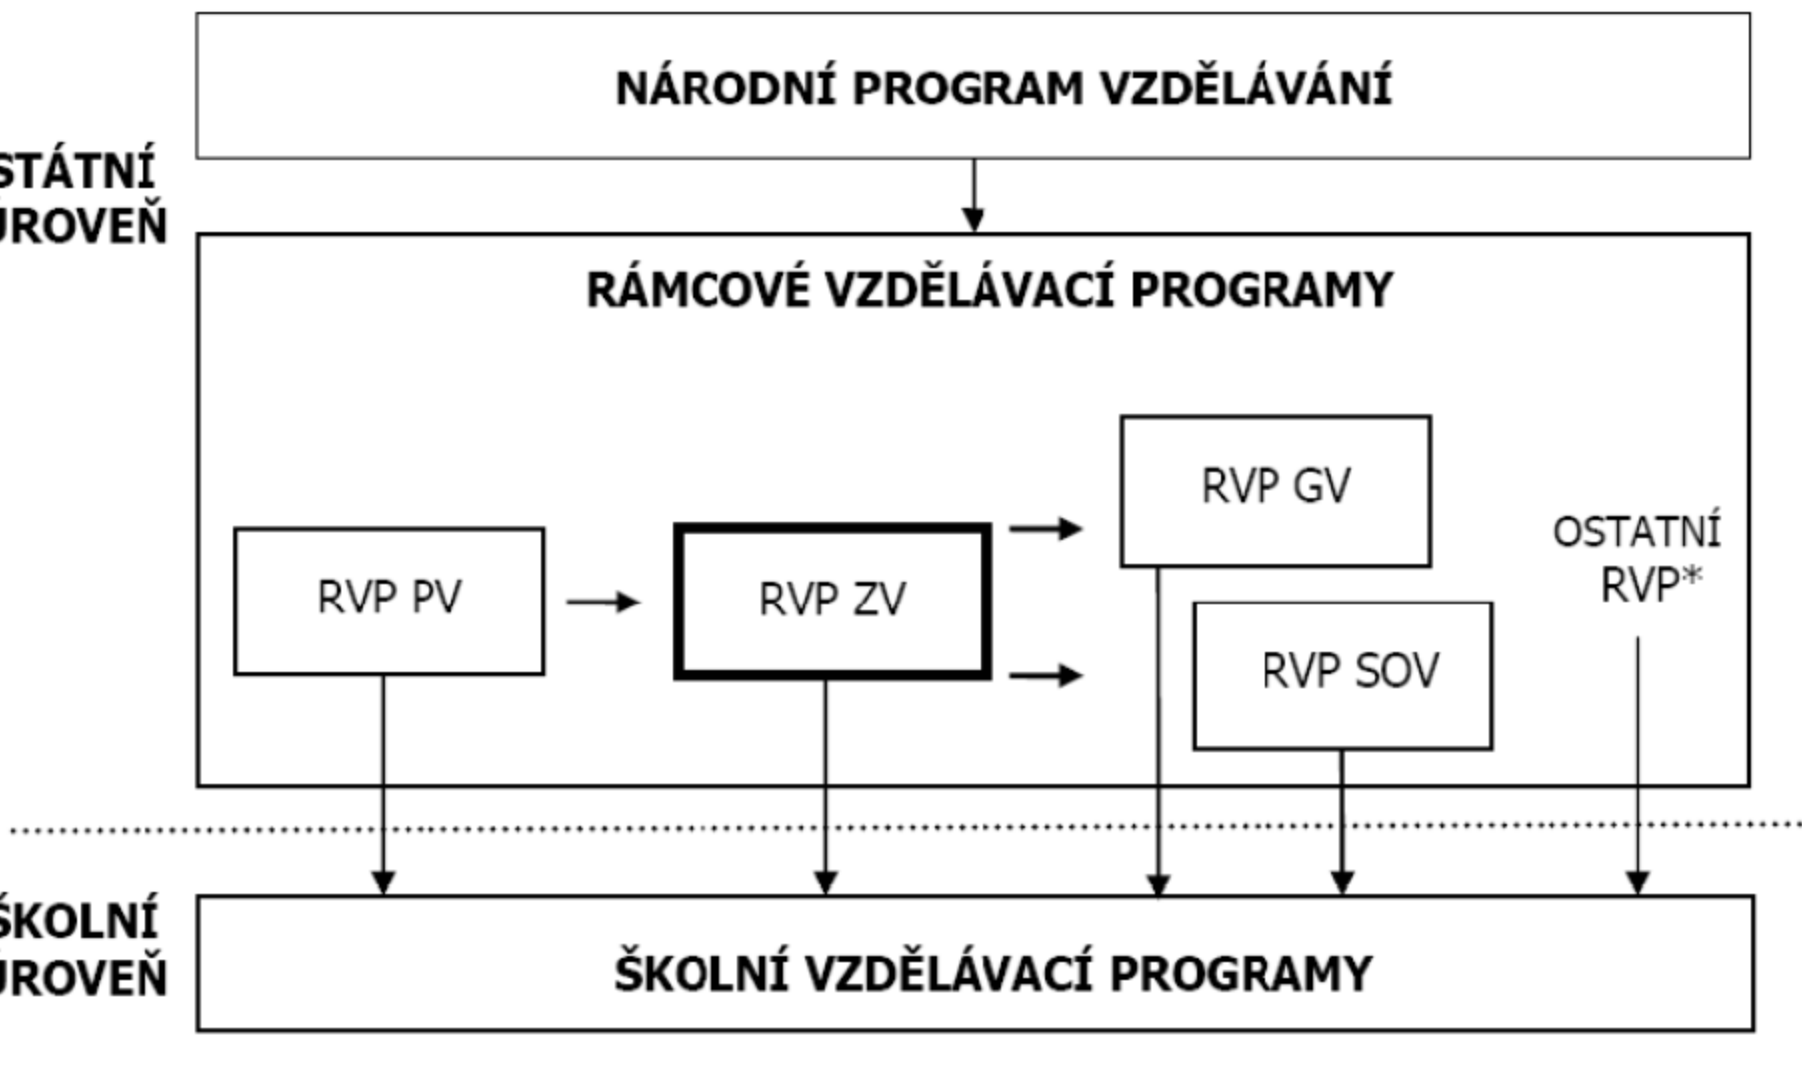 NÁRODNÍ PROGRAM VZDĚLÁVÁNÍ
STÁTNÍ
ÚROVEŇ
RÁMCOVÉ VZDĚLÁVACÍ PROGRAMY
RVP GV
OSTATNÍ
RVP*
RVP PV
RVP ZV
RVP SOV
ŠKOLNÍ
ÚROVEŇ
ŠKOLNÍ VZDĚLÁVACÍ PROGRAMY